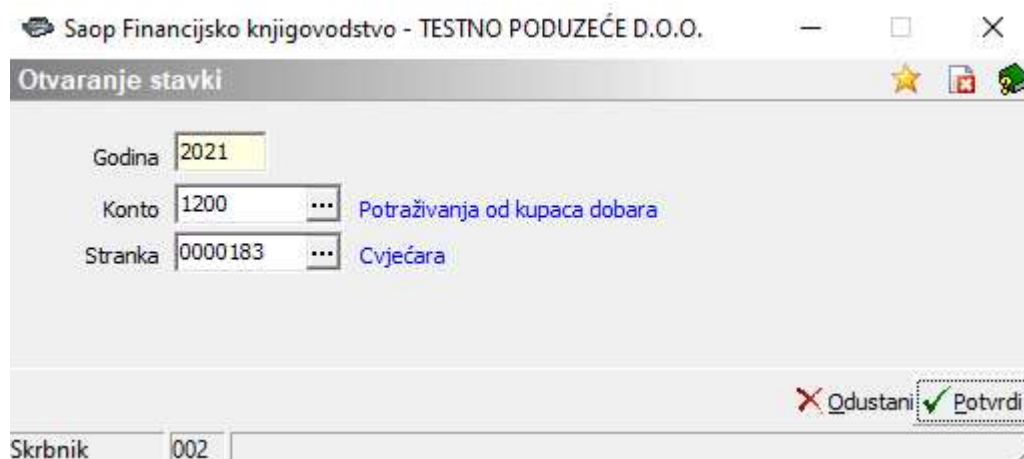 Saop Financijsko knjigovodstvo - TESTNO PODUZEĆE D.O.O.
Otvaranje stavki
Godina 2021
Konto 1200 ... Potraživanja od kupaca dobara
Stranka 0000183 ... Cvjećara
Odustani Potvrdi
Skrbnik 002